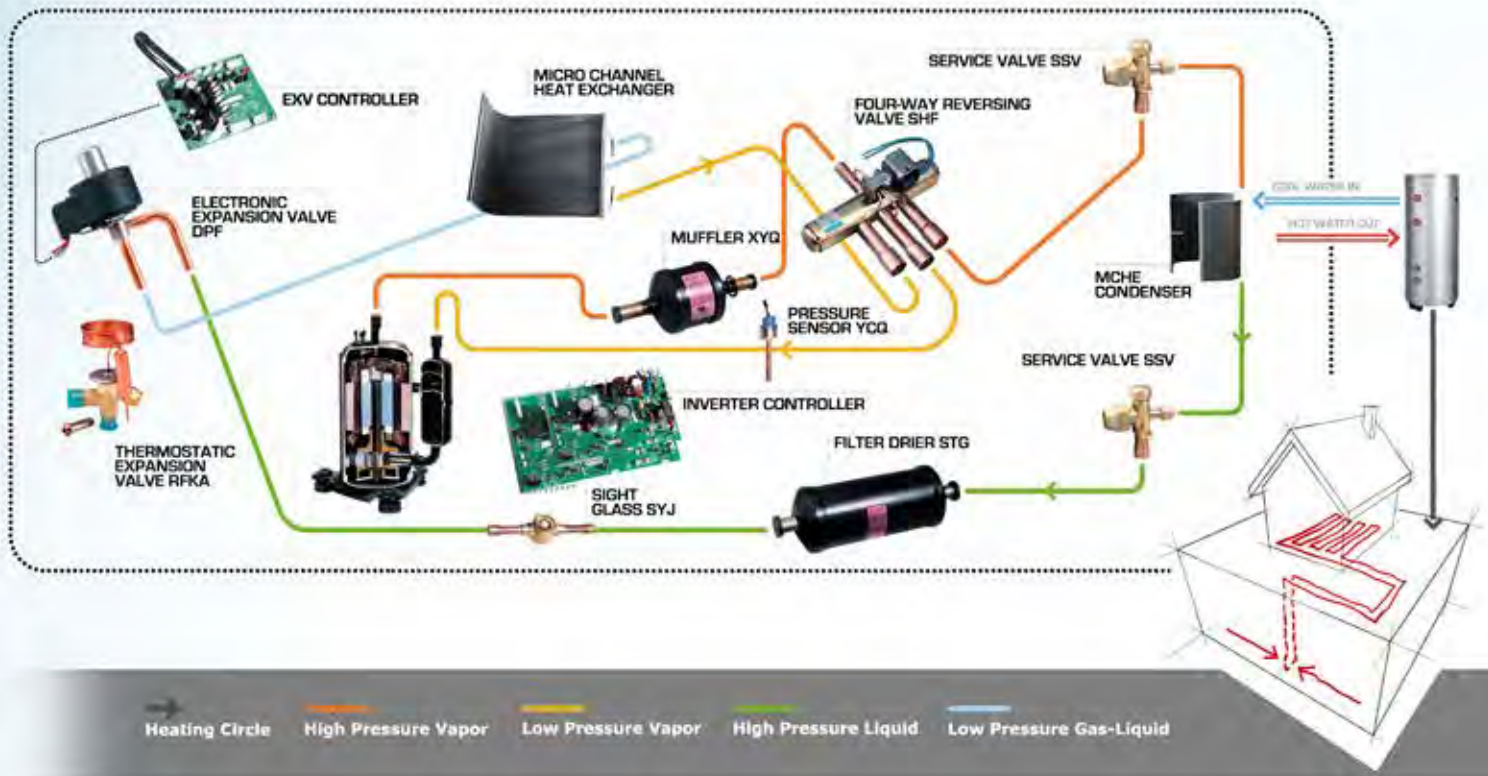 EXV CONTROLLER
MICRO CHANNEL
HEAT EXCHANGER
SERVICE VALVE SSV
FOUR-WAY REVERSING
VALVE SHF
ELECTRONIC
EXPANSION VALVE
DPF
COOL WATER IN
HOT WATER OUT
MUFFLER XYQ
MCHE
CONDENSER
PRESSURE
SENSOR YCQ
SERVICE VALVE SSV
INVERTER CONTROLLER
THERMOSTATIC
EXPANSION
VALVE RFKA
FILTER DRIER STG
SIGHT
GLASS SYJ
Heating Circle
High Pressure Vapor
Low Pressure Vapor
High Pressure Liquid
Low Pressure Gas-Liquid